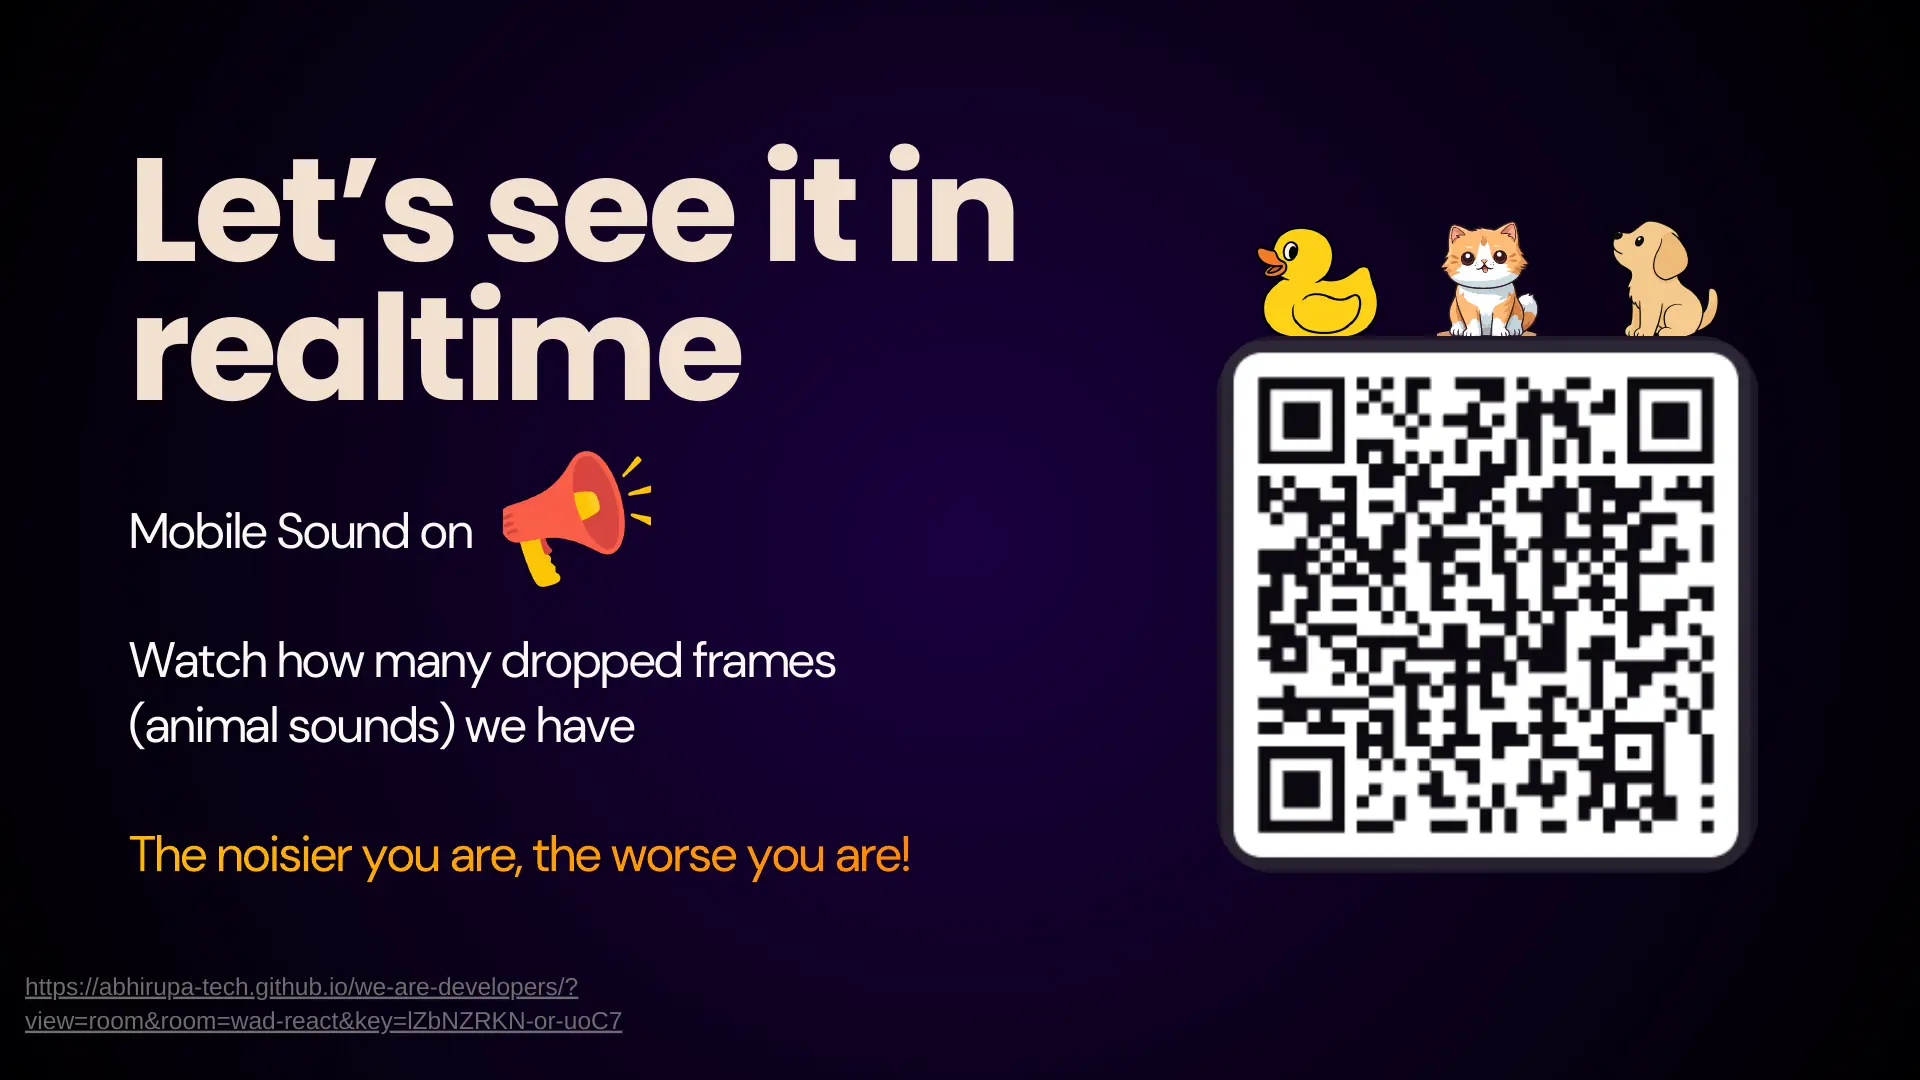 Let’s see it in
realtime
Mobile Sound on
Watch how many dropped frames
(animal sounds) we have
The noisier you are, the worse you are!
https://abhirupa-tech.github.io/we-are-developers/?
view=room&room=wad-react&key=lZbNZRKN-or-uoC7